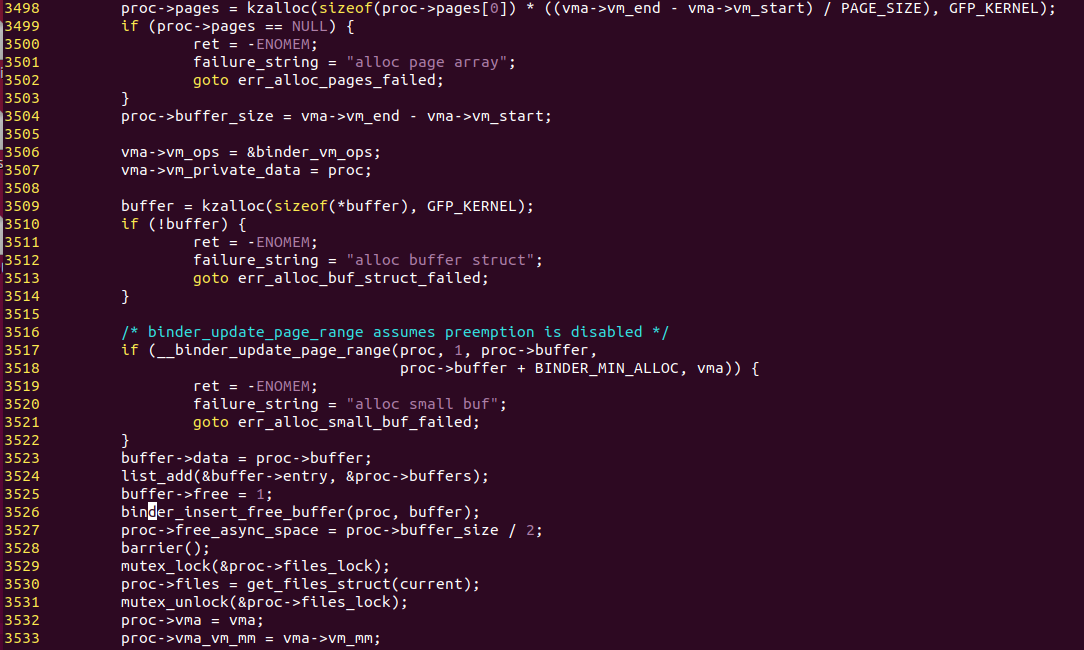 3498         proc->pages = kzalloc(sizeof(proc->pages[0]) * ((vma->vm_end - vma->vm_start) / PAGE_SIZE), GFP_KERNEL);
3499         if (proc->pages == NULL) {
3500                 ret = -ENOMEM;
3501                 failure_string = "alloc page array";
3502                 goto err_alloc_pages_failed;
3503         }
3504         proc->buffer_size = vma->vm_end - vma->vm_start;
3505
3506         vma->vm_ops = &binder_vm_ops;
3507         vma->vm_private_data = proc;
3508
3509         buffer = kzalloc(sizeof(*buffer), GFP_KERNEL);
3510         if (!buffer) {
3511                 ret = -ENOMEM;
3512                 failure_string = "alloc buffer struct";
3513                 goto err_alloc_buf_struct_failed;
3514         }
3515
3516         /* binder_update_page_range assumes preemption is disabled */
3517         if (__binder_update_page_range(proc, 1, proc->buffer,
3518                                        proc->buffer + BINDER_MIN_ALLOC, vma)) {
3519                 ret = -ENOMEM;
3520                 failure_string = "alloc small buf";
3521                 goto err_alloc_small_buf_failed;
3522         }
3523         buffer->data = proc->buffer;
3524         list_add(&buffer->entry, &proc->buffers);
3525         buffer->free = 1;
3526         binder_insert_free_buffer(proc, buffer);
3527         proc->free_async_space = proc->buffer_size / 2;
3528         barrier();
3529         mutex_lock(&proc->files_lock);
3530         proc->files = get_files_struct(current);
3531         mutex_unlock(&proc->files_lock);
3532         proc->vma = vma;
3533         proc->vma_vm_mm = vma->vm_mm;